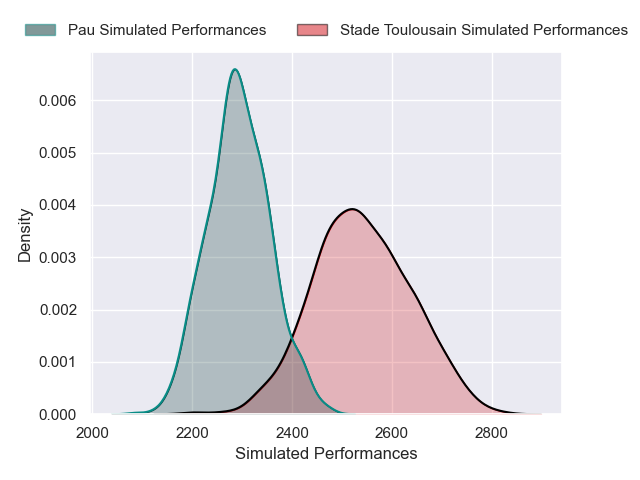 Pau Simulated Performances
Stade Toulousain Simulated Performances
0.006
0.005
0.004
0.003
0.002
0.001
0.000
Density
2000 2200 2400 2600 2800
Simulated Performances